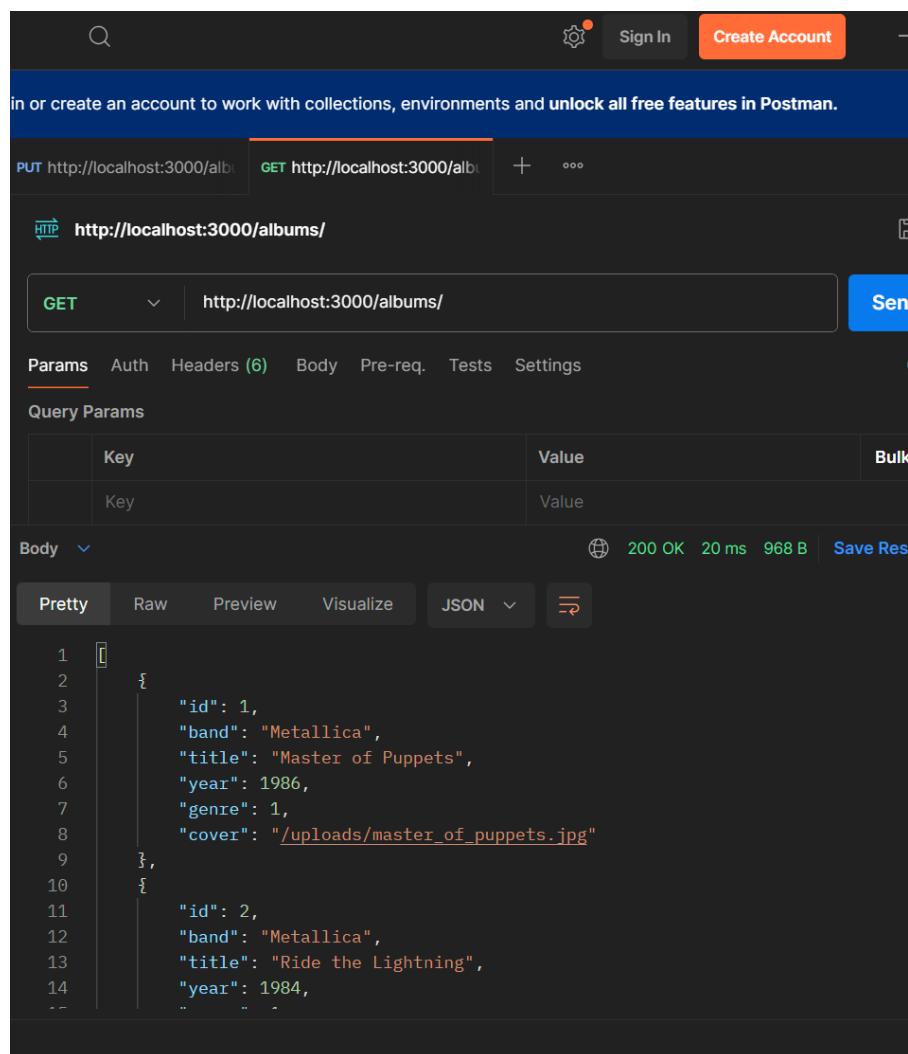 Sign In
Create Account
in or create an account to work with collections, environments and unlock all free features in Postman.
PUT http://localhost:3000/alb
GET http://localhost:3000/alb
HTTP http://localhost:3000/albums/
GET http://localhost:3000/albums/ Sen
Params Auth Headers (6) Body Pre-req. Tests Settings
Query Params
Key Value Bulk
Key Value
Body 200 OK 20 ms 968 B Save Res
Pretty Raw Preview Visualize JSON
1 [
2 {
3 "id": 1,
4 "band": "Metallica",
5 "title": "Master of Puppets",
6 "year": 1986,
7 "genre": 1,
8 "cover": "/uploads/master_of_puppets.jpg"
9 },
10 {
11 "id": 2,
12 "band": "Metallica",
13 "title": "Ride the Lightning",
14 "year": 1984,